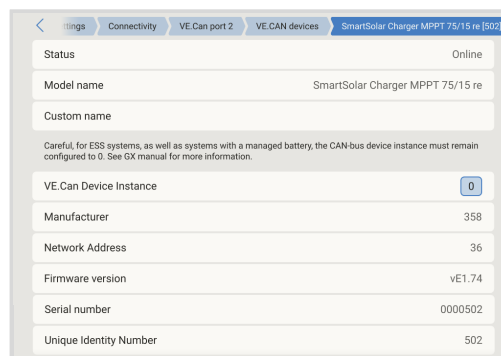 ttings Connectivity VE.Can port 2 VE.CAN devices SmartSolar Charger MPPT 75/15 re [502]
Status Online
Model name SmartSolar Charger MPPT 75/15 re
Custom name
Careful, for ESS systems, as well as systems with a managed battery, the CAN-bus device instance must remain
configured to 0. See GX manual for more information.
VE.Can Device Instance 0
Manufacturer 358
Network Address 36
Firmware version vE1.74
Serial number 0000502
Unique Identity Number 502